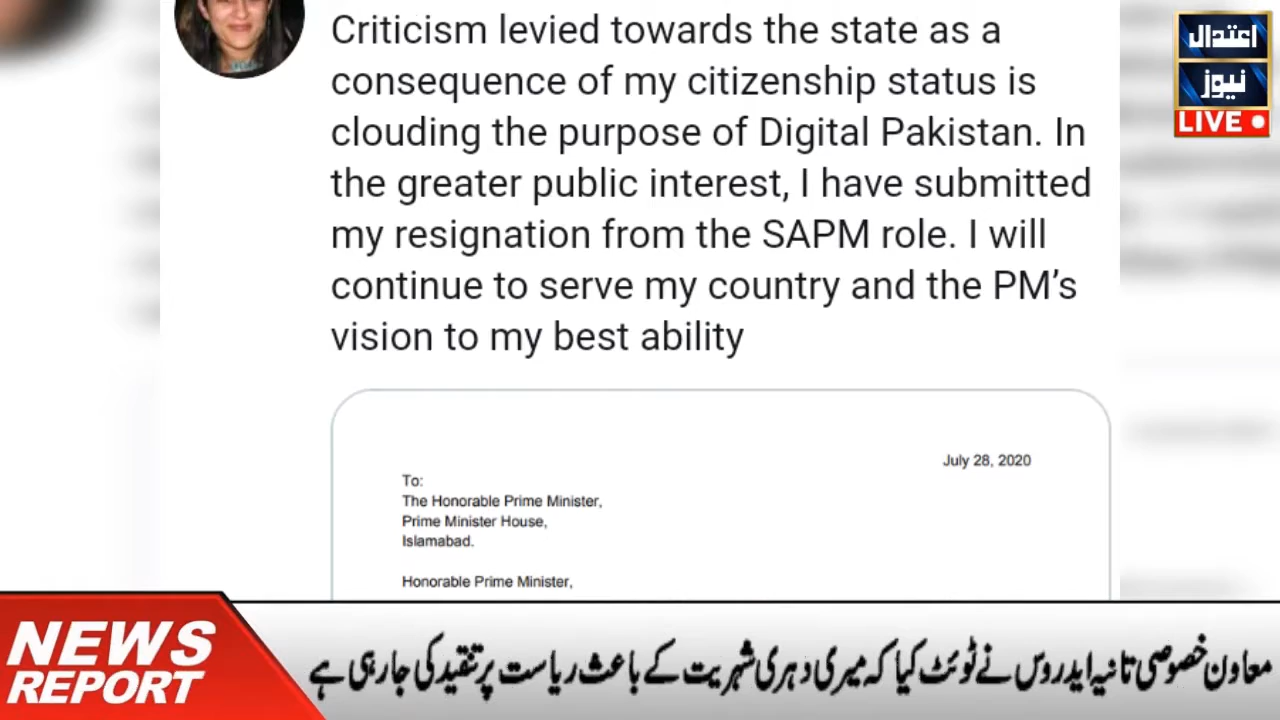 Criticism levied towards the state as a
consequence of my citizenship status is
clouding the purpose of Digital Pakistan. In
the greater public interest, I have submitted
my resignation from the SAPM role. I will
continue to serve my country and the PM’s
vision to my best ability
July 28, 2020
To:
The Honorable Prime Minister,
Prime Minister House,
Islamabad.
Honorable Prime Minister,
اعتدال
نیوز
LIVE
NEWS
REPORT
معاون خصوصی تانیہ ایدروس نے ٹوئٹ کیا کہ میری دہری شہریت کے باعث ریاست پر تنقید کی جا رہی ہے